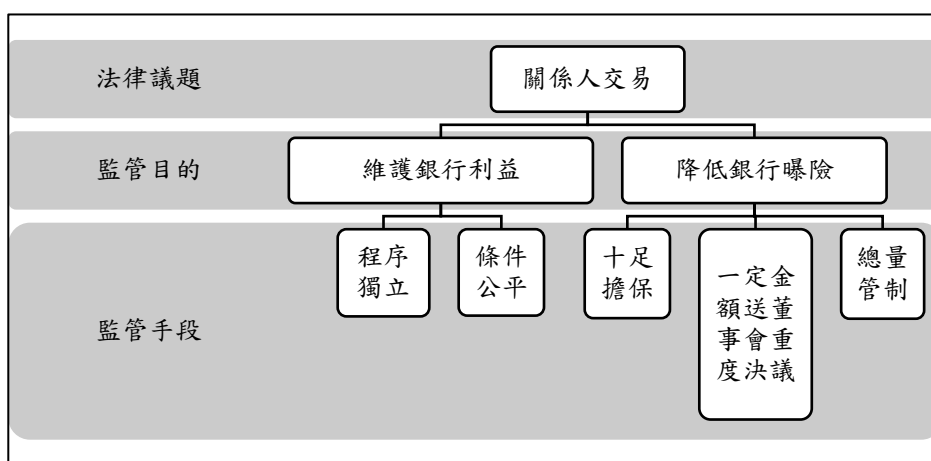 法律議題
關係人交易
監管目的
維護銀行利益
降低銀行曝險
監管手段
程序
獨立
條件
公平
十足
擔保
一定金
額送董
事會重
度決議
總量
管制